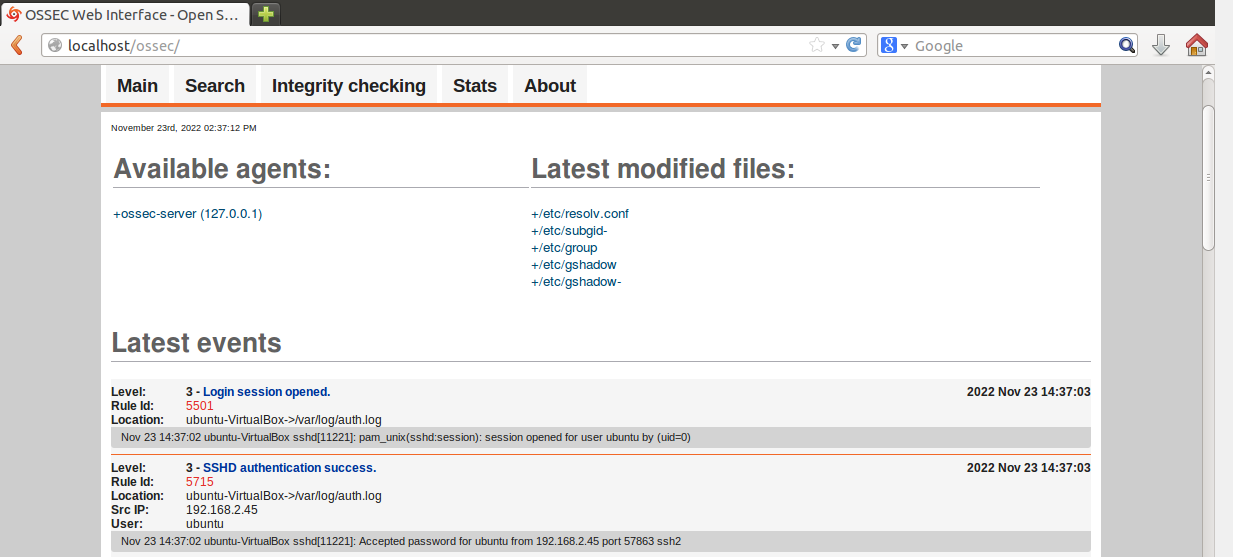 OSSEC Web Interface - Open S...
localhost/ossec/
Google
Main Search Integrity checking Stats About
November 23rd, 2022 02:37:12 PM
Available agents:
+ossec-server (127.0.0.1)
Latest modified files:
+/etc/resolv.conf
+/etc/subgid-
+/etc/group
+/etc/gshadow
+/etc/gshadow-
Latest events
Level: 3 - Login session opened. 2022 Nov 23 14:37:03
Rule Id: 5501
Location: ubuntu-VirtualBox->/var/log/auth.log
Nov 23 14:37:02 ubuntu-VirtualBox sshd[11221]: pam_unix(sshd:session): session opened for user ubuntu by (uid=0)
Level: 3 - SSHD authentication success. 2022 Nov 23 14:37:03
Rule Id: 5715
Location: ubuntu-VirtualBox->/var/log/auth.log
Src IP: 192.168.2.45
User: ubuntu
Nov 23 14:37:02 ubuntu-VirtualBox sshd[11221]: Accepted password for ubuntu from 192.168.2.45 port 57863 ssh2